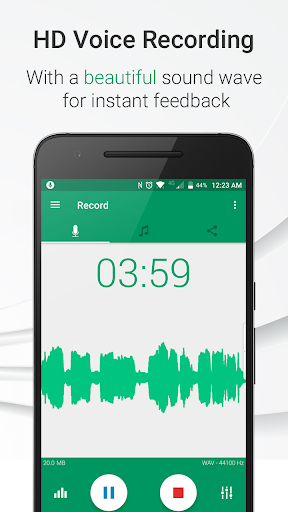 HD Voice Recording
With a beautiful sound wave
for instant feedback
4G 44% 12:23 AM
Record
03:59
20.0 MB WAV - 44100 Hz